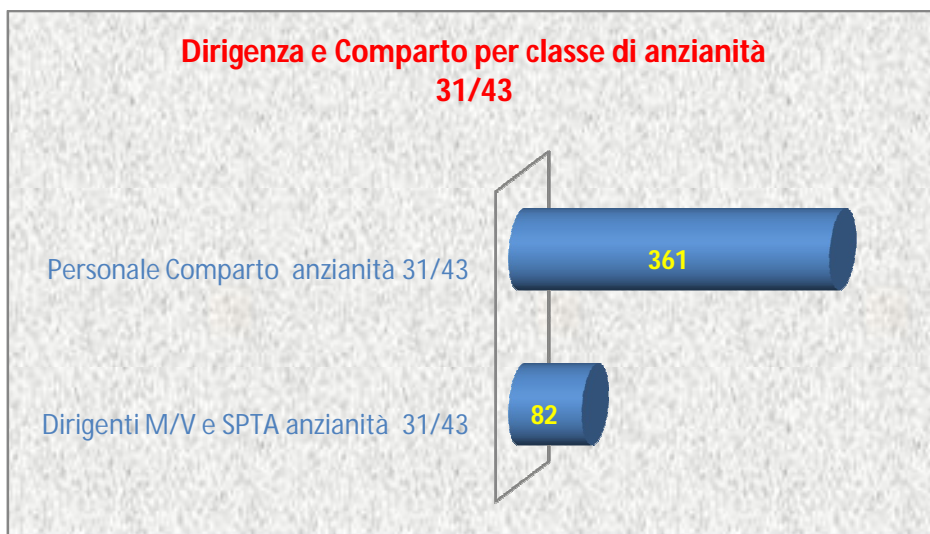 Dirigenza e Comparto per classe di anzianità
31/43
Personale Comparto anzianità 31/43
361
Dirigenti M/V e SPTA anzianità 31/43
82